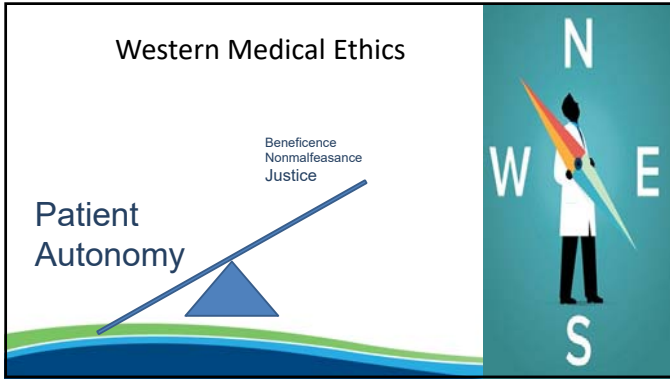 Western Medical Ethics
Beneficence
Nonmalfeasance
Justice
Patient
Autonomy
N
W E
S